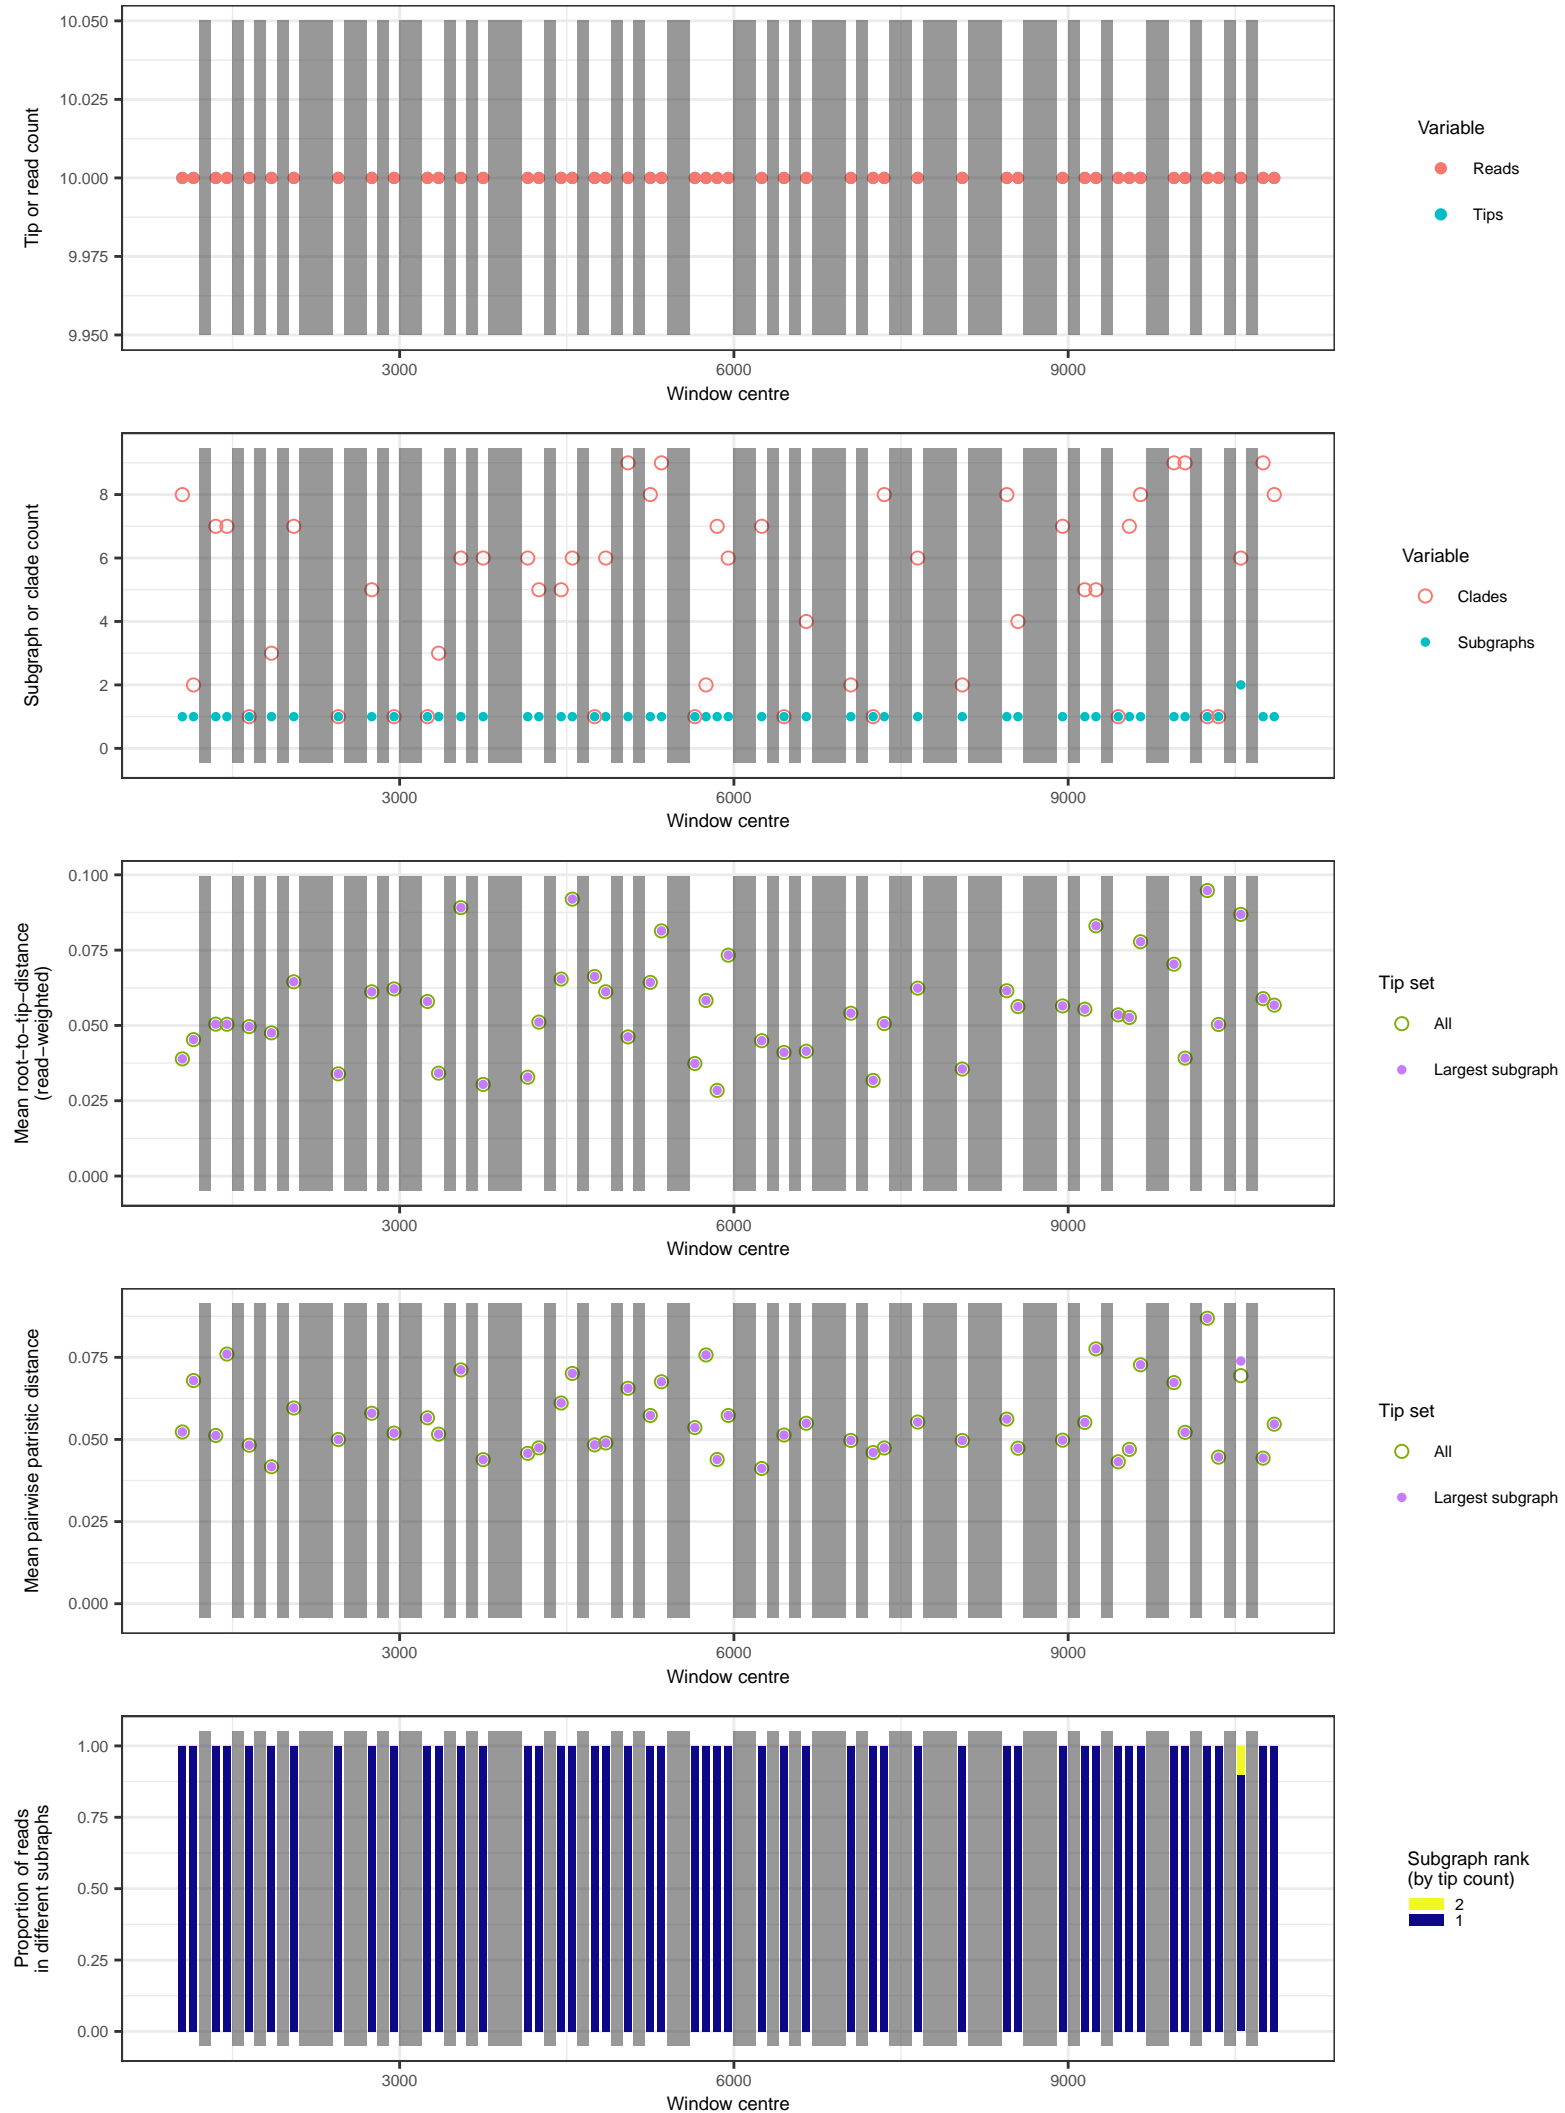 10.050
10.025
10.000
9.975
9.950
Tip or read count
3000
6000
9000
Window centre
Variable
Reads
Tips
8
6
4
2
0
Subgraph or clade count
3000
6000
9000
Window centre
Variable
Clades
Subgraphs
0.100
0.075
0.050
0.025
0.000
Mean root−to−tip−distance
(read−weighted)
3000
6000
9000
Window centre
Tip set
All
Largest subgraph
0.075
0.050
0.025
0.000
Mean pairwise patristic distance
3000
6000
9000
Window centre
Tip set
All
Largest subgraph
1.00
0.75
0.50
0.25
0.00
Proportion of reads
in different subraphs
3000
6000
9000
Window centre
Subgraph rank
(by tip count)
2
1